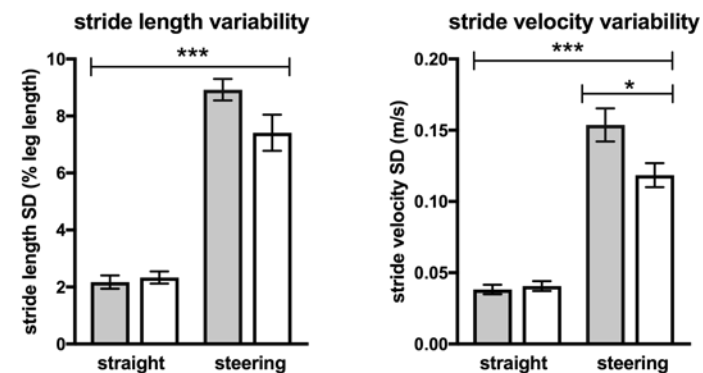 stride length variability
***
10
8
6
4
2
0
stride length SD (% leg length)
straight
steering
stride velocity variability
***
*
0.20
0.15
0.10
0.05
0.00
stride velocity SD (m/s)
straight
steering